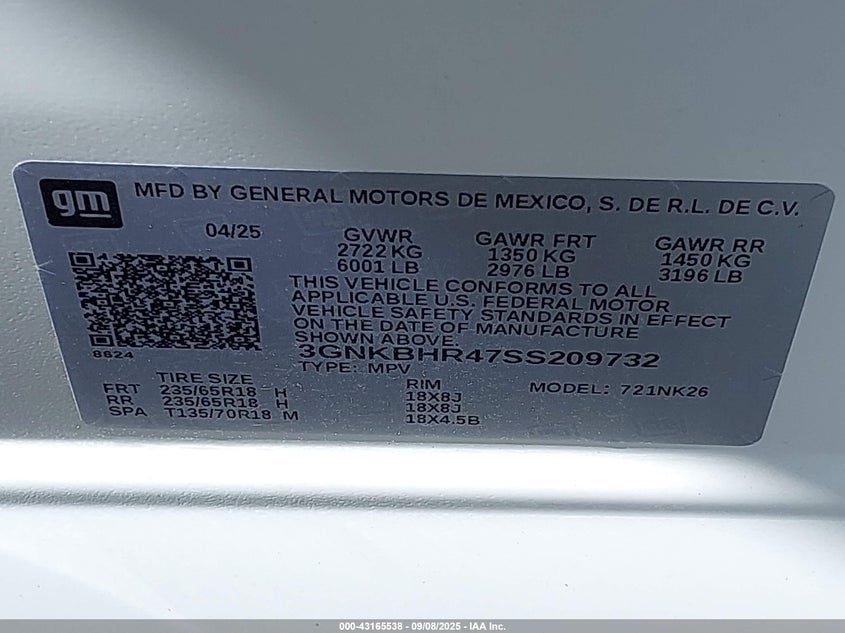 gm MFD BY GENERAL MOTORS DE MEXICO, S. DE R.L. DE C.V.
04/25 GVWR GAWR FRT GAWR RR
2722 KG 1350 KG 1450 KG
6001 LB 2976 LB 3196 LB
THIS VEHICLE CONFORMS TO ALL
APPLICABLE U.S. FEDERAL MOTOR
VEHICLE SAFETY STANDARDS IN EFFECT
ON THE DATE OF MANUFACTURE
SHOWN ABOVE.
8624 3GNKBHR47SS209732
TYPE: MPV
TIRE SIZE RIM MODEL: 721NK26
FRT 235/65R18 H 18X8J
RR 235/65R18 H 18X8J
SPA T135/70R18 M 18X4.5B
000-43165538 - 09/08/2025 - IAA Inc.